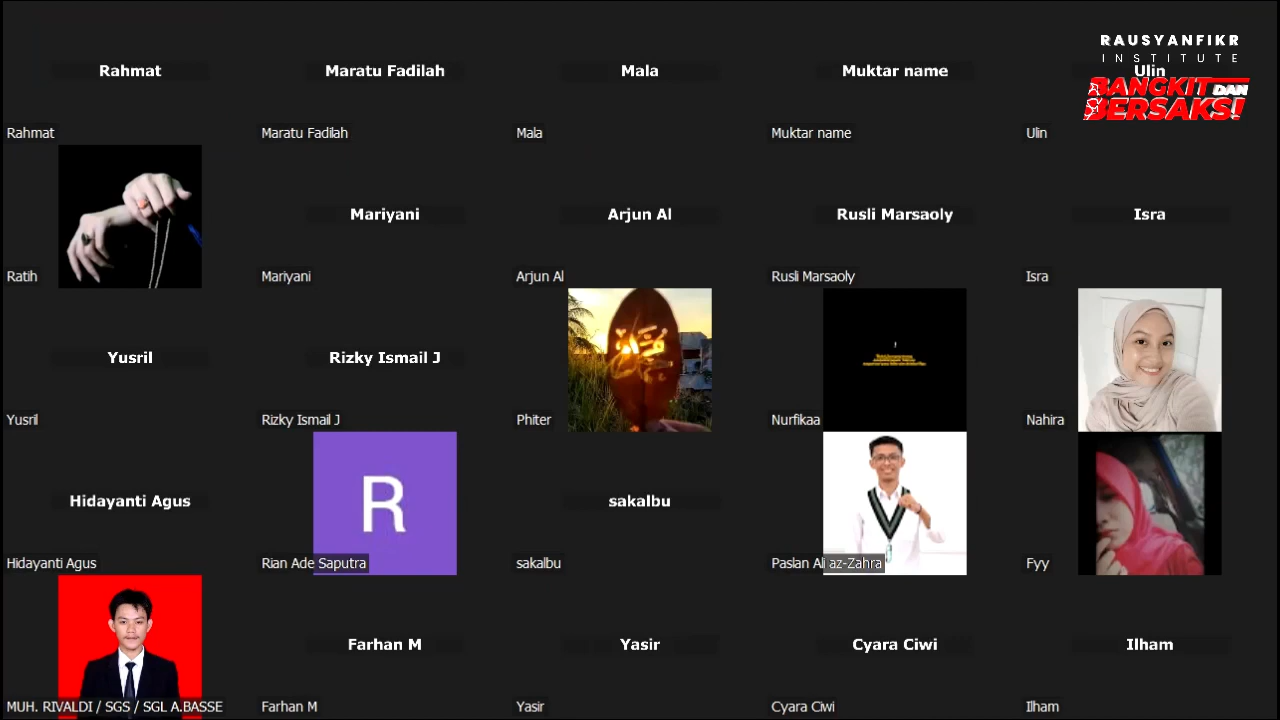 RAUSYANFIKR
INSTITUTE
Rahmat
Maratu Fadilah
Mala
Muktar name
Ulin
BANGKIT DAN
BERSAKSI
Rahmat
Maratu Fadilah
Mala
Muktar name
Ulin
Mariyani
Arjun Al
Rusli Marsaoly
Isra
Ratih
Mariyani
Arjun Al
Rusli Marsaoly
Isra
Yusril
Rizky Ismail J
Yusril
Rizky Ismail J
Phiter
Nurfikaa
Nahira
Hidayanti Agus
R
sakalbu
Hidayanti Agus
Rian Ade Saputra
sakalbu
Paslan Ali az-Zahra
Fyy
Farhan M
Yasir
Cyara Ciwi
Ilham
MUH. RIVALDI / SGS / SGL A.BASSE
Farhan M
Yasir
Cyara Ciwi
Ilham